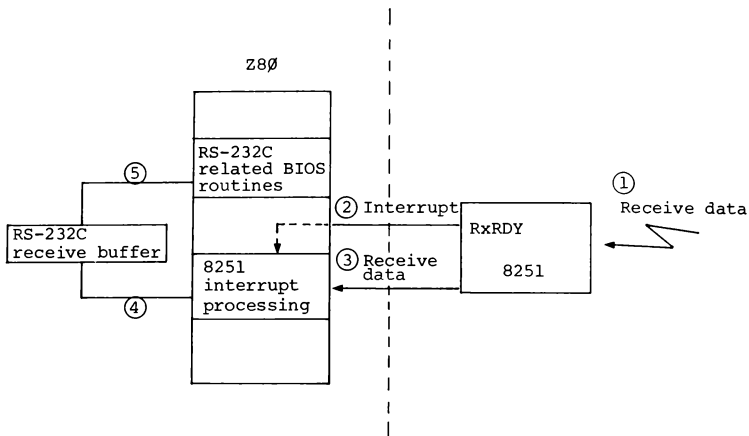 Z8Ø
RS-232C
related BIOS
routines
⑤
① 
Receive data
② Interrupt
RxRDY
RS-232C
receive buffer
8251
interrupt
processing
③ Receive
data
8251
④